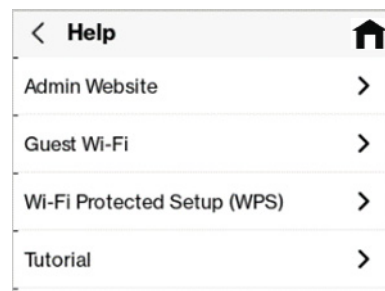 Help
Admin Website
Guest Wi-Fi
Wi-Fi Protected Setup (WPS)
Tutorial